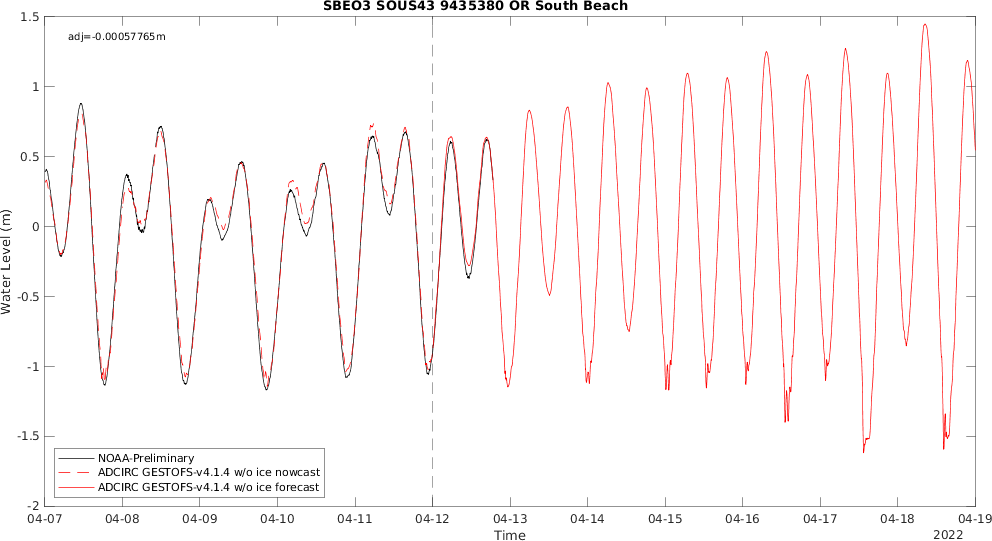 SBEO3 SOUS43 9435380 OR South Beach
adj=-0.00057765m
1.5
1
0.5
0
-0.5
-1
-1.5
-2
Water Level (m)
NOAA-Preliminary
ADCIRC GESTOFS-v4.1.4 w/o ice nowcast
ADCIRC GESTOFS-v4.1.4 w/o ice forecast
04-07 04-08 04-09 04-10 04-11 04-12 04-13 04-14 04-15 04-16 04-17 04-18 04-19
Time
2022